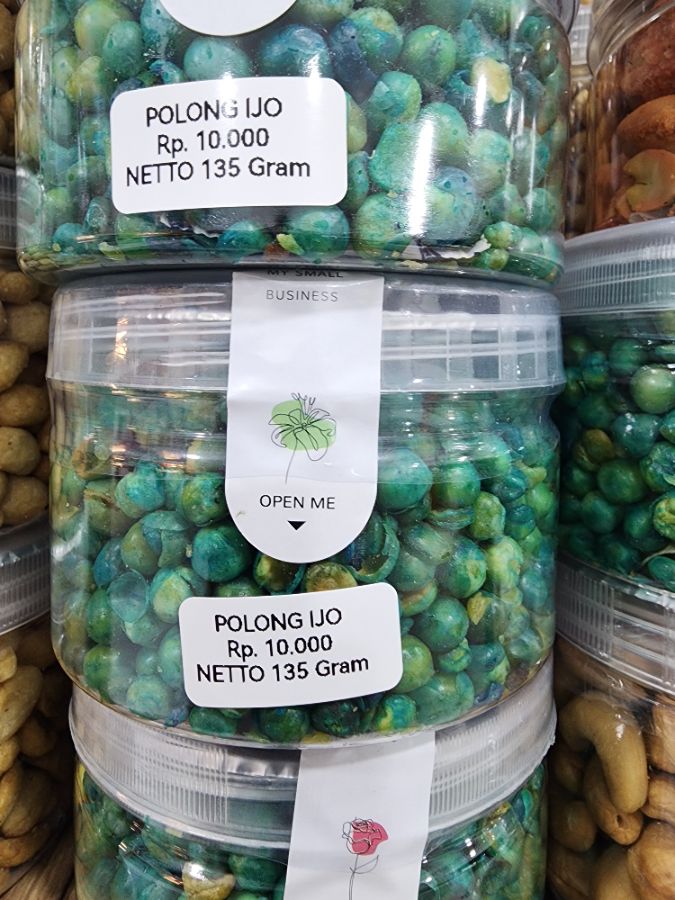 POLONG IJO
Rp. 10.000
NETTO 135 Gram
MY SMALL
BUSINESS
OPEN ME
POLONG IJO
Rp. 10.000
NETTO 135 Gram